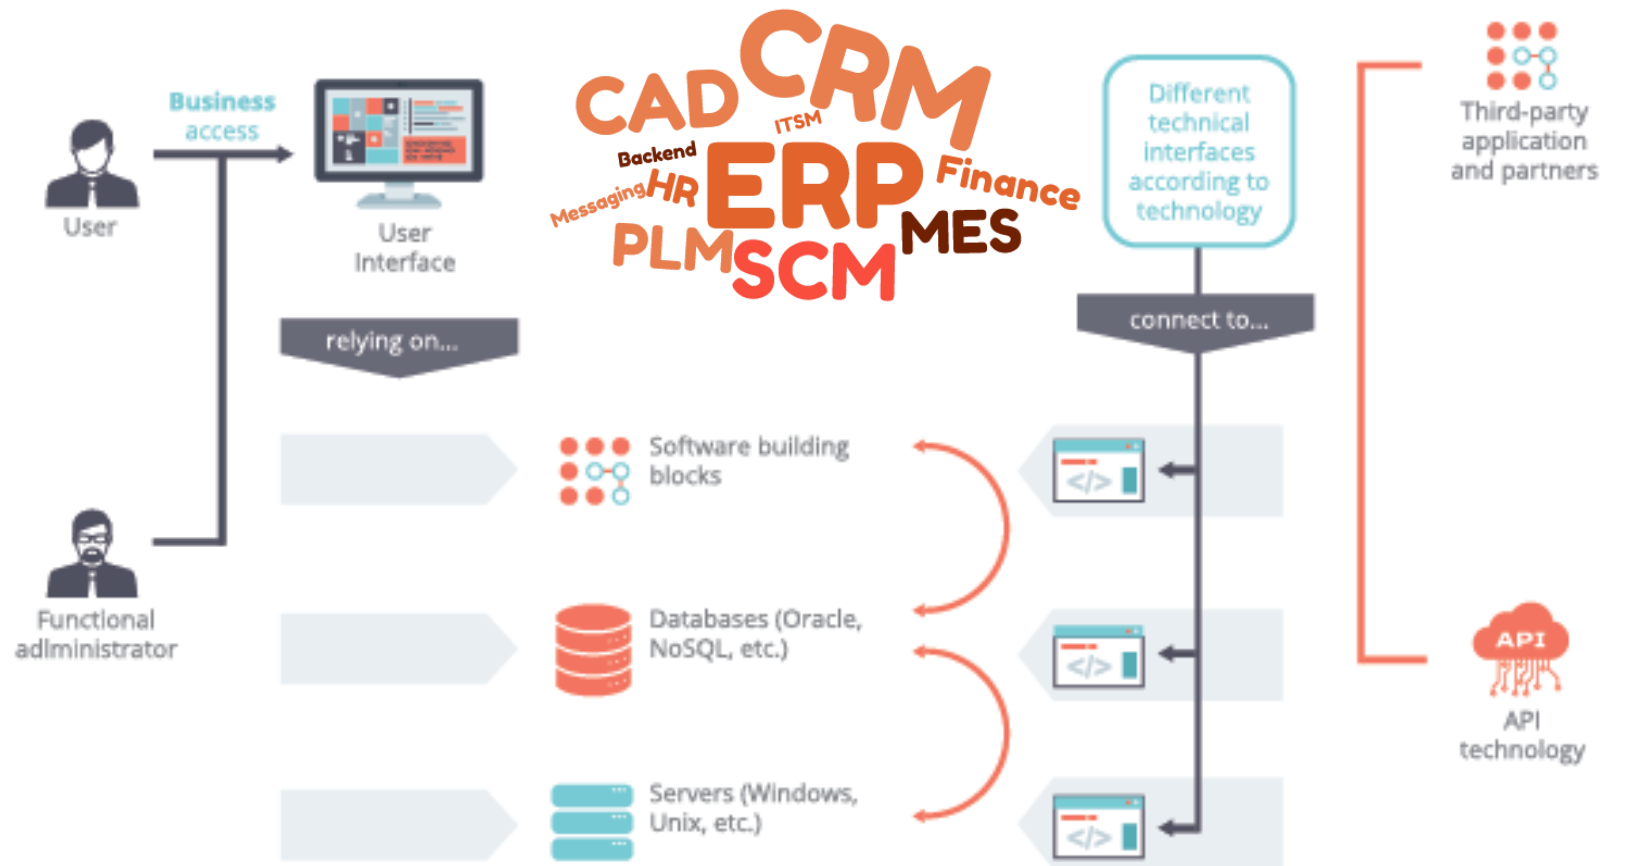 Business
access
User
User
Interface
CAD
CRM
ITSM
Backend
ERP
Finance
Messaging
HR
MES
PLM
SCM
Different
technical
interfaces
according to
technology
Third-party
application
and partners
relying on...
connect to...
Software building
blocks
</>
Functional
adlministrator
Databases (Oracle,
NoSQL, etc.)
</>
API
API
technology
Servers (Windows,
Unix, etc.)
</>